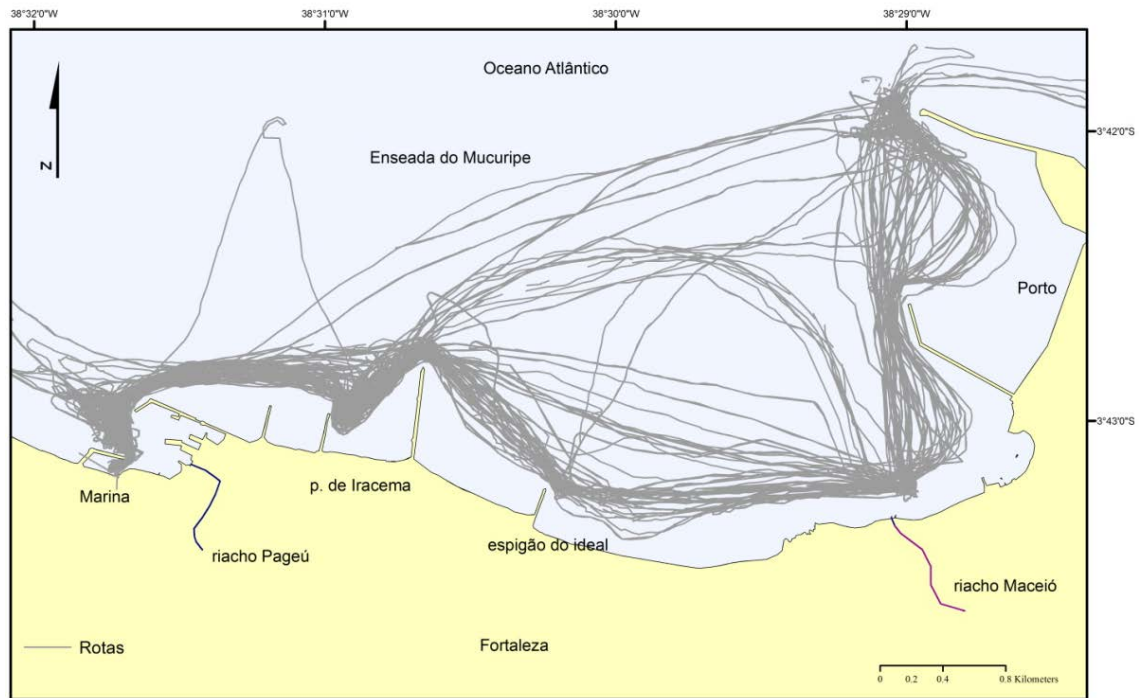 38°32'0"W 38°31'0"W 38°30'0"W 38°29'0"W
Oceano Atlântico
3°42'0"S
N
Enseada do Mucuripe
Porto
3°43'0"S
Marina
p. de Iracema
espigão do ideal
riacho Pageú
riacho Maceió
Rotas
Fortaleza
0 0.2 0.4 0.8 Kilometers